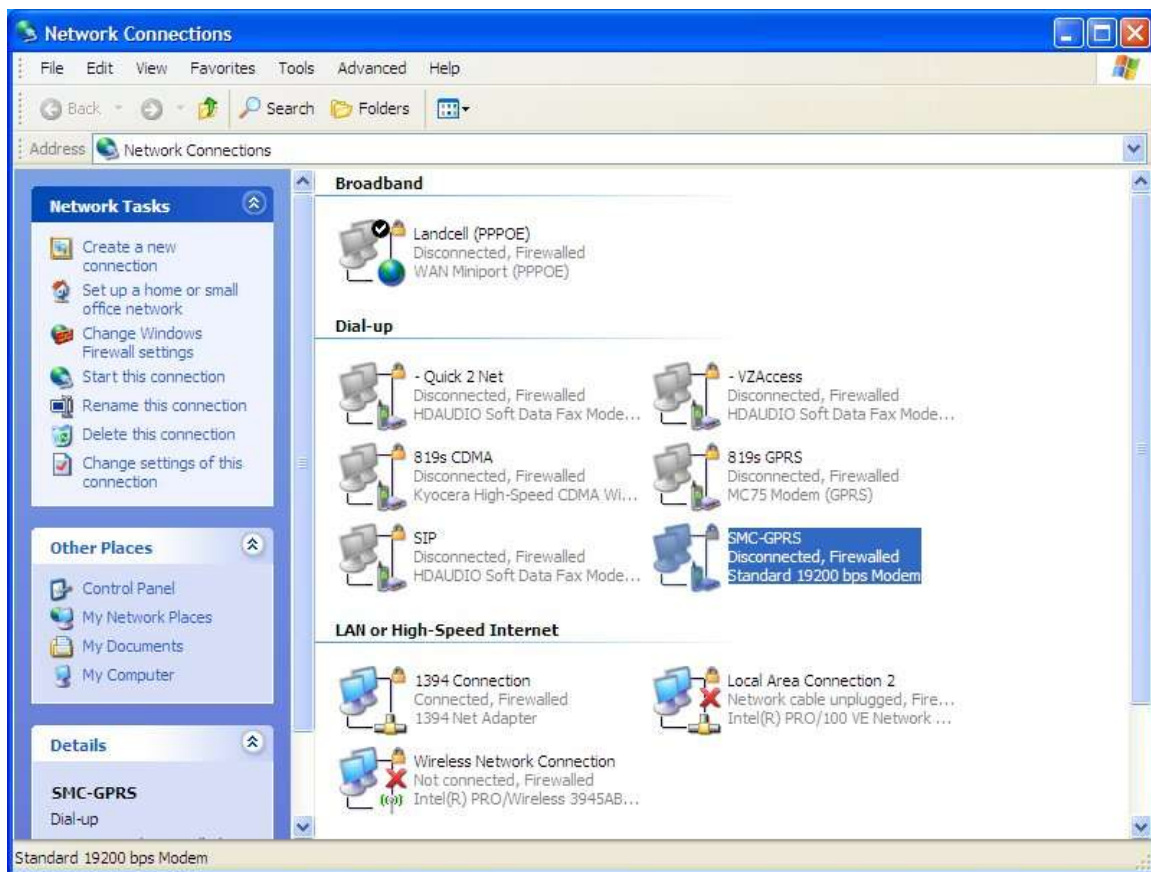 Network Connections
File Edit View Favorites Tools Advanced Help
Back Search Folders
Address Network Connections
Network Tasks
Create a new
connection
Set up a home or small
office network
Change Windows
Firewall settings
Start this connection
Rename this connection
Delete this connection
Change settings of this
connection
Other Places
Control Panel
My Network Places
My Documents
My Computer
Details
SMC-GPRS
Dial-up
Broadband
Landcell (PPPOE)
Disconnected, Firewalled
WAN Miniport (PPPOE)
Dial-up
- Quick 2 Net
Disconnected, Firewalled
HDAUDIO Soft Data Fax Mode...
- VZAccess
Disconnected, Firewalled
HDAUDIO Soft Data Fax Mode...
819s CDMA
Disconnected, Firewalled
Kyocera High-Speed CDMA Wi...
819s GPRS
Disconnected, Firewalled
MC75 Modem (GPRS)
SIP
Disconnected, Firewalled
HDAUDIO Soft Data Fax Mode...
SMC-GPRS
Disconnected, Firewalled
Standard 19200 bps Modem
LAN or High-Speed Internet
1394 Connection
Connected, Firewalled
1394 Net Adapter
Local Area Connection 2
Network cable unplugged, Fire...
Intel(R) PRO/100 VE Network ...
Wireless Network Connection
Not connected, Firewalled
Intel(R) PRO/Wireless 3945AB...
Standard 19200 bps Modem